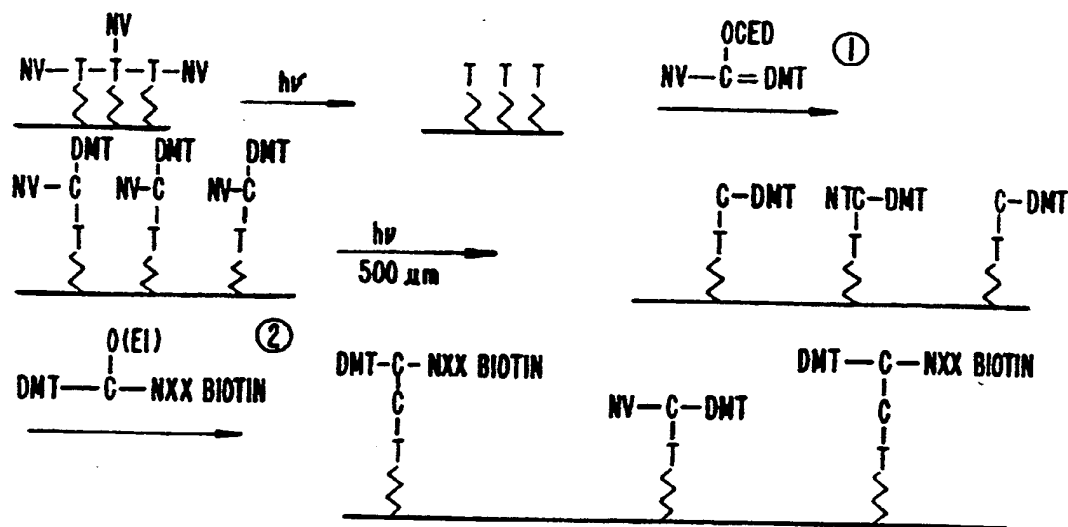 NV
NV-T-T-T-NV
hν
T T T
OCED
NV-C=DMT
①
DMT DMT DMT
NV-C NV-C NV-C
T T T
hν
500 μm
C-DMT NTC-DMT C-DMT
T T T
②
O(EI)
DMT-C-NXX BIOTIN
DMT-C-NXX BIOTIN
C
T
NV-C-DMT
T
DMT-C-NXX BIOTIN
C
T